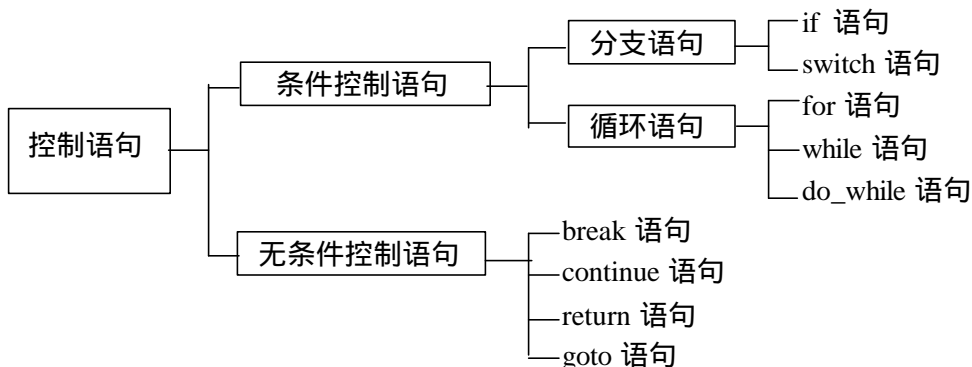 控制语句
条件控制语句
分支语句
if 语句
switch 语句
循环语句
for 语句
while 语句
do_while 语句
无条件控制语句
break 语句
continue 语句
return 语句
goto 语句